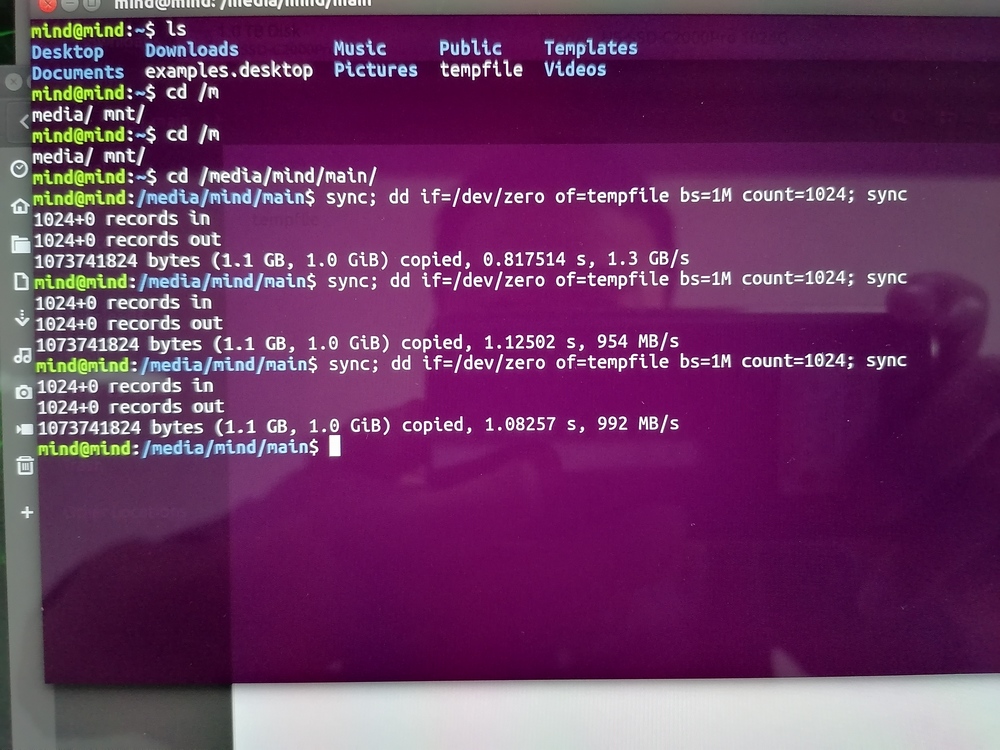 mind@mind: /media/mind/main
mind@mind:~$ ls
Desktop Downloads Music Public Templates
Documents examples.desktop Pictures tempfile Videos
mind@mind:~$ cd /m
media/ mnt/
mind@mind:~$ cd /m
media/ mnt/
mind@mind:~$ cd /media/mind/main/
mind@mind:/media/mind/main$ sync; dd if=/dev/zero of=tempfile bs=1M count=1024; sync
1024+0 records in
1024+0 records out
1073741824 bytes (1.1 GB, 1.0 GiB) copied, 0.817514 s, 1.3 GB/s
mind@mind:/media/mind/main$ sync; dd if=/dev/zero of=tempfile bs=1M count=1024; sync
1024+0 records in
1024+0 records out
1073741824 bytes (1.1 GB, 1.0 GiB) copied, 1.12502 s, 954 MB/s
mind@mind:/media/mind/main$ sync; dd if=/dev/zero of=tempfile bs=1M count=1024; sync
1024+0 records in
1024+0 records out
1073741824 bytes (1.1 GB, 1.0 GiB) copied, 1.08257 s, 992 MB/s
mind@mind:/media/mind/main$